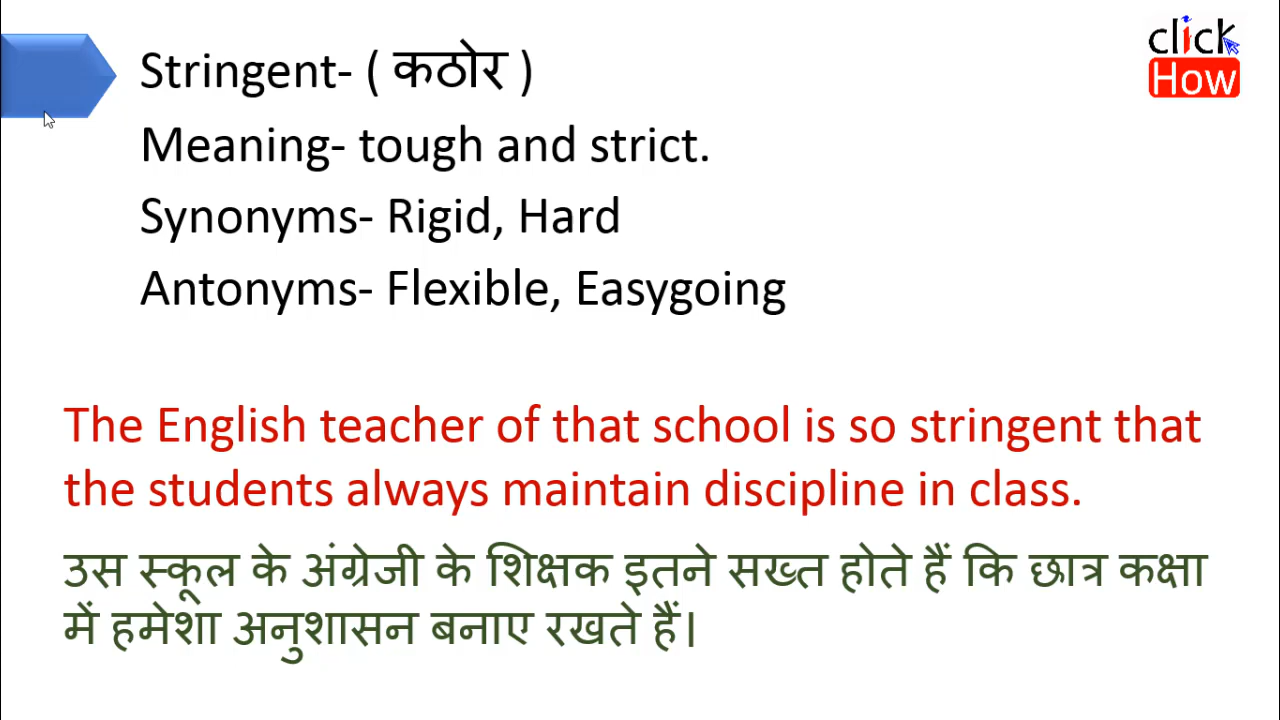 click
How
Stringent- ( कठोर )
Meaning- tough and strict.
Synonyms- Rigid, Hard
Antonyms- Flexible, Easygoing
The English teacher of that school is so stringent that
the students always maintain discipline in class.
उस स्कूल के अंग्रेजी के शिक्षक इतने सख्त होते हैं कि छात्र कक्षा
में हमेशा अनुशासन बनाए रखते हैं।